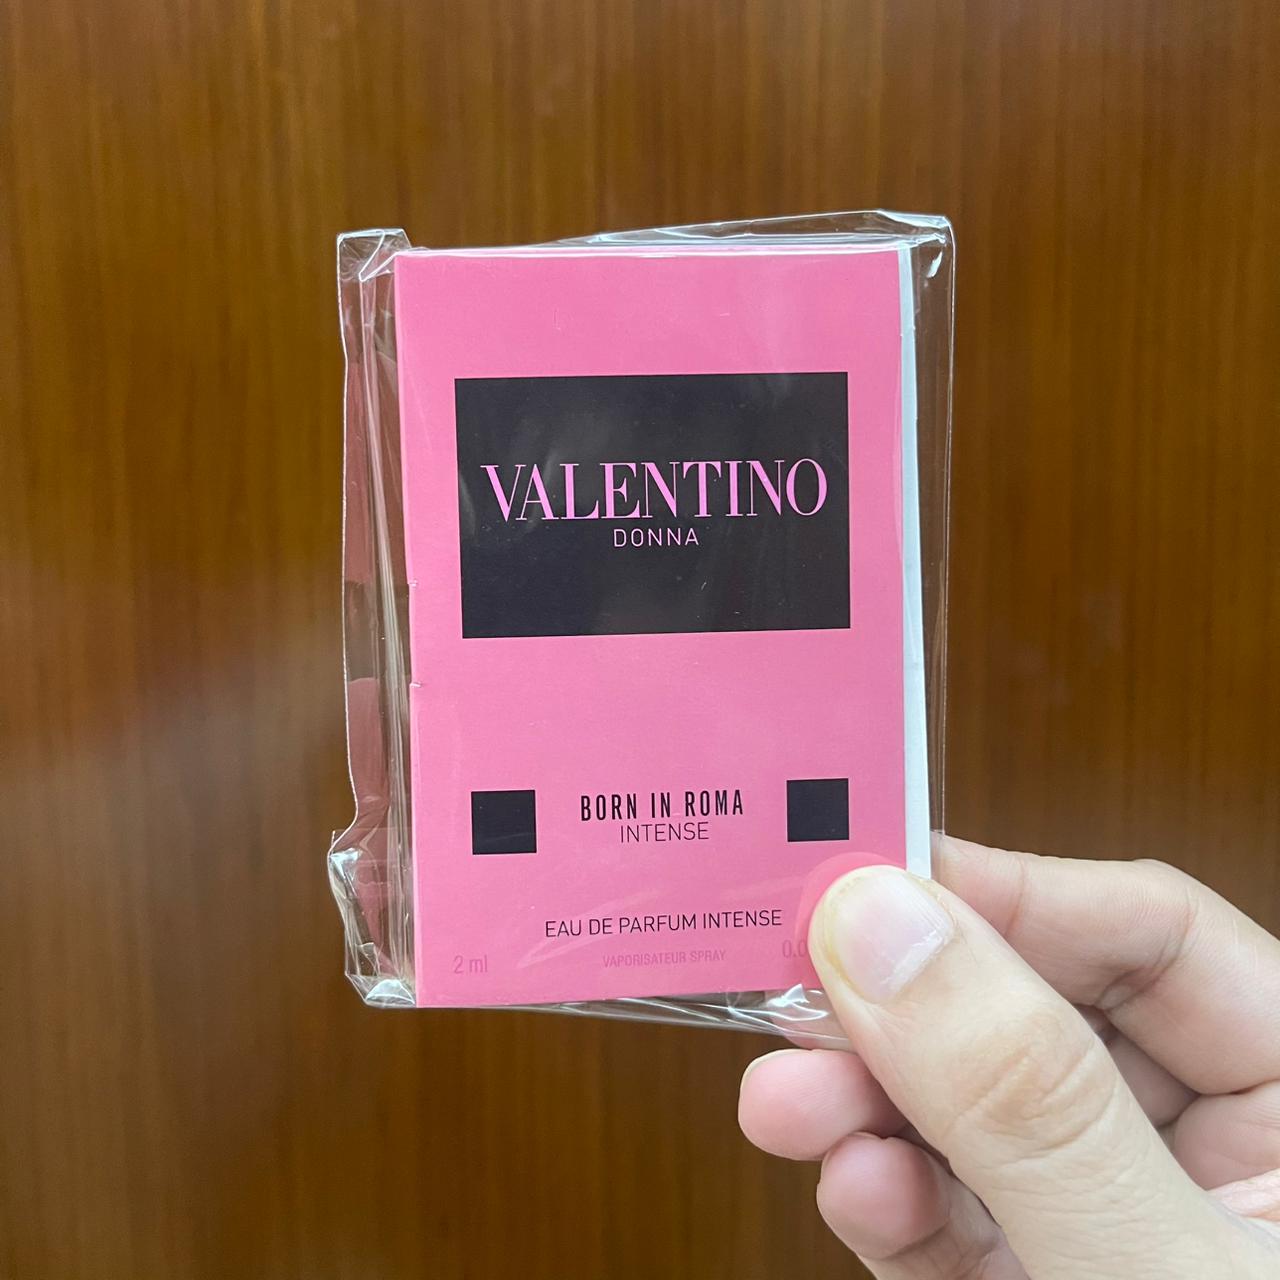 VALENTINO
DONNA
BORN IN ROMA
INTENSE
EAU DE PARFUM INTENSE
2 ml VAPORISATEUR SPRAY